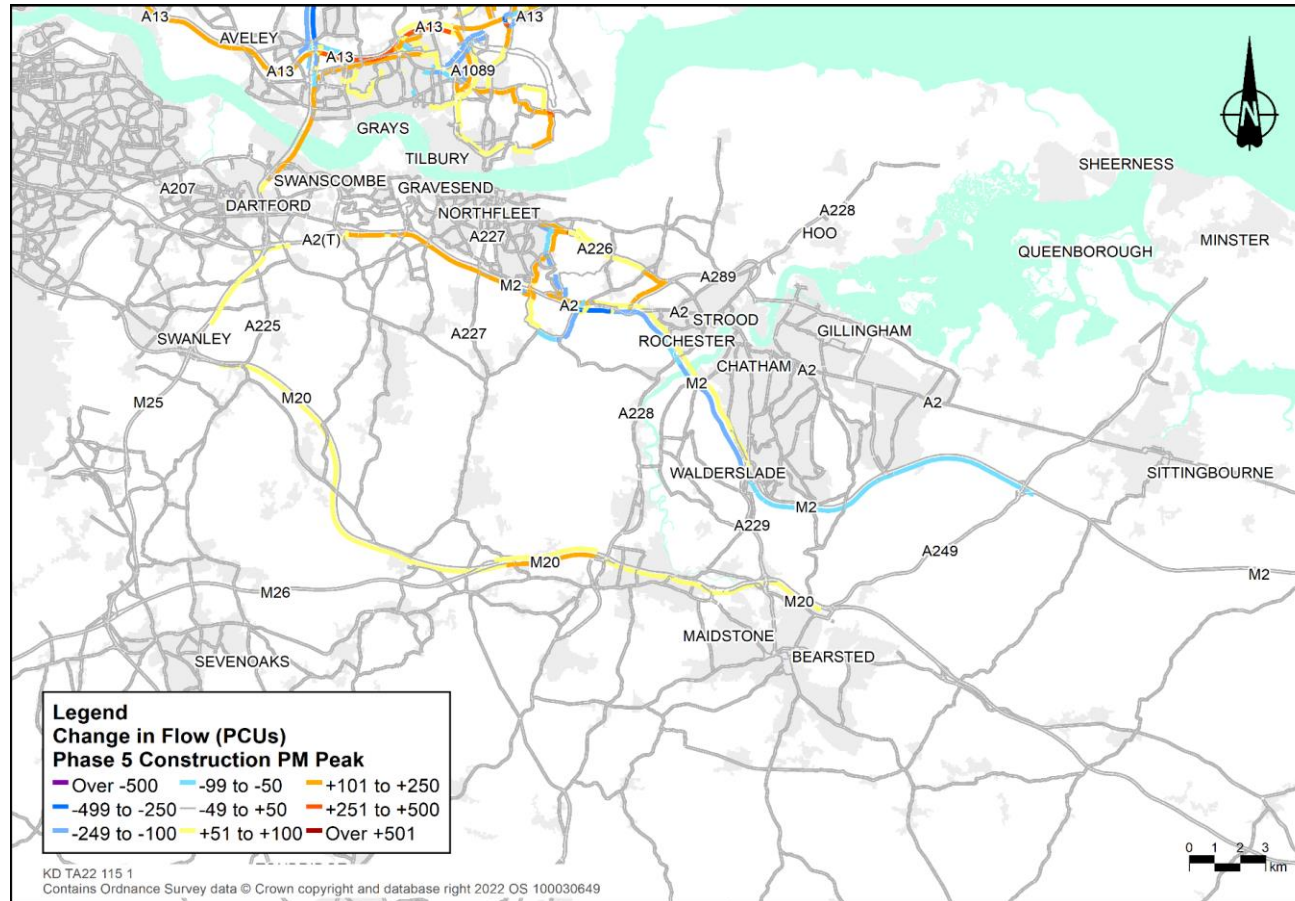 A13
A13
AVELEY
A13
A13
A13
A1089
GRAYS
TILBURY
SHEERNESS
SWANSCOMBE
A207
GRAVESEND
DARTFORD
NORTHFLEET
A228
HOO
A2(T)
A227
A226
QUEENBOROUGH
MINSTER
A289
M2
A2
A2
STROOD
A225
SWANLEY
A227
ROCHESTER
GILLINGHAM
CHATHAM
A2
M2
M25
M20
A228
A2
WALDERSLADE
SITTINGBOURNE
M2
A229
A249
M20
M2
M26
M20
MAIDSTONE
SEVENOAKS
BEARSTED
N
Legend
Change in Flow (PCUs)
Phase 5 Construction PM Peak
Over -500 -99 to -50 +101 to +250
-499 to -250 -49 to +50 +251 to +500
-249 to -100 +51 to +100 Over +501
0 1 2 3
km
KD TA22 115 1
Contains Ordnance Survey data © Crown copyright and database right 2022 OS 100030649